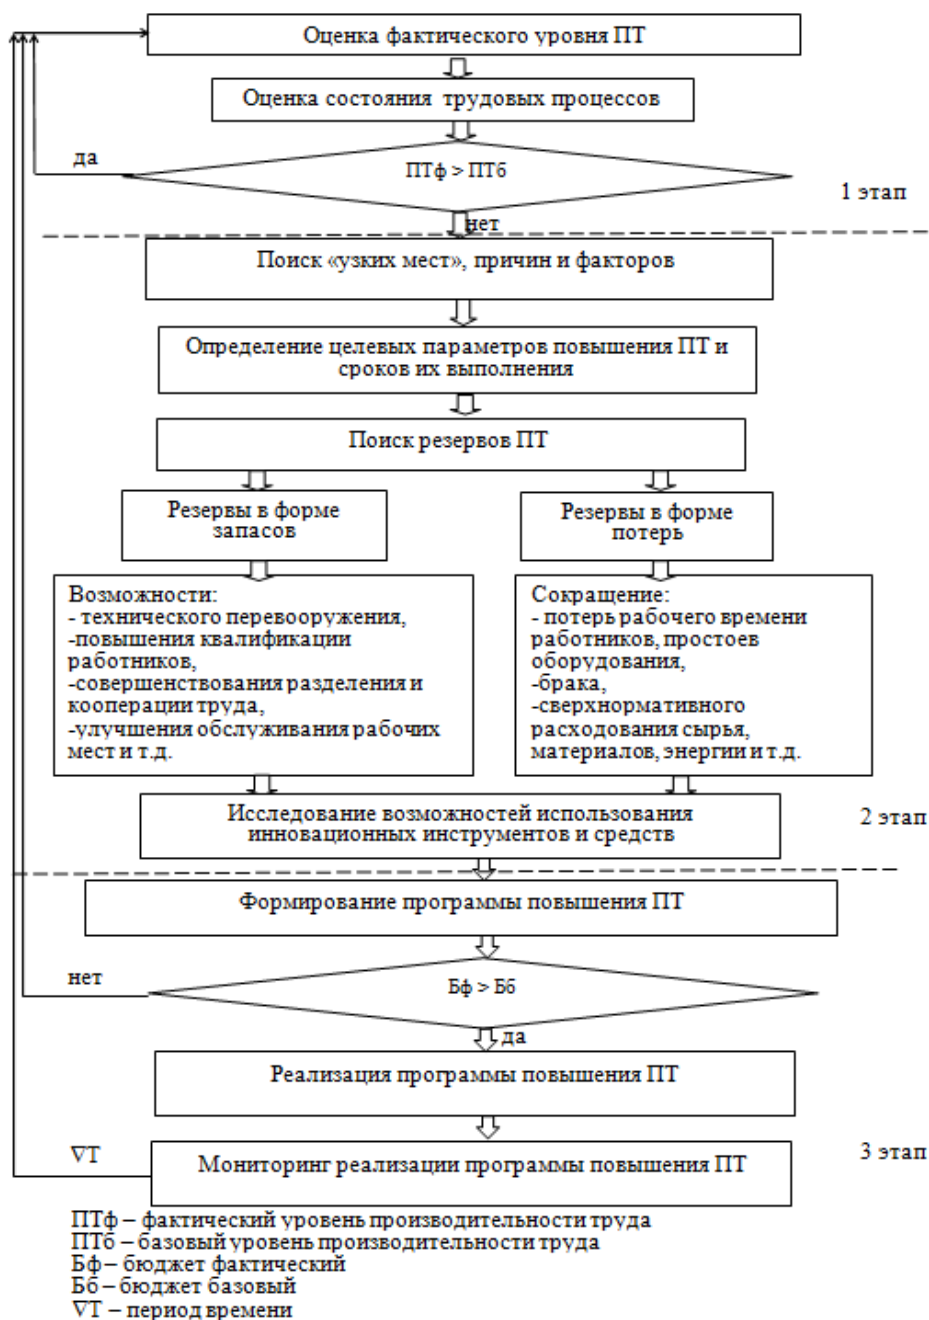 Оценка фактического уровня ПТ
Оценка состояния трудовых процессов
да
ПТф > ПТб
1 этап
нет
Поиск «узких мест», причин и факторов
Определение целевых параметров повышения ПТ и
сроков их выполнения
Поиск резервов ПТ
Резервы в форме
запасов
Резервы в форме
потерь
Возможности:
- технического перевооружения,
-повышения квалификации
работников,
-совершенствования разделения и
кооперации труда,
-улучшения обслуживания рабочих
мест и т.д.
Сокращение:
- потерь рабочего времени
работников, простоев
оборудования,
-брака,
-сверхнормативного
расходования сырья,
материалов, энергии и т.д.
Исследование возможностей использования
инновационных инструментов и средств
2 этап
Формирование программы повышения ПТ
нет
Бф > Бб
да
Реализация программы повышения ПТ
∇Т
Мониторинг реализации программы повышения ПТ
3 этап
ПТф – фактический уровень производительности труда
ПТб – базовый уровень производительности труда
Бф – бюджет фактический
Бб – бюджет базовый
∇Т – период времени